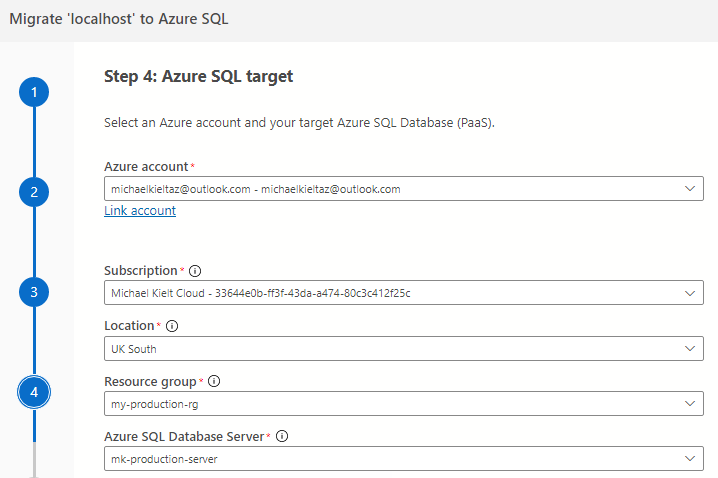 Migrate 'localhost' to Azure SQL
1
2
3
4
Step 4: Azure SQL target
Select an Azure account and your target Azure SQL Database (PaaS).
Azure account*
michaelkieltaz@outlook.com - michaelkieltaz@outlook.com
Link account
Subscription*
Michael Kielt Cloud - 33644e0b-ff3f-43da-a474-80c3c412f25c
Location*
UK South
Resource group*
my-production-rg
Azure SQL Database Server*
mk-production-server